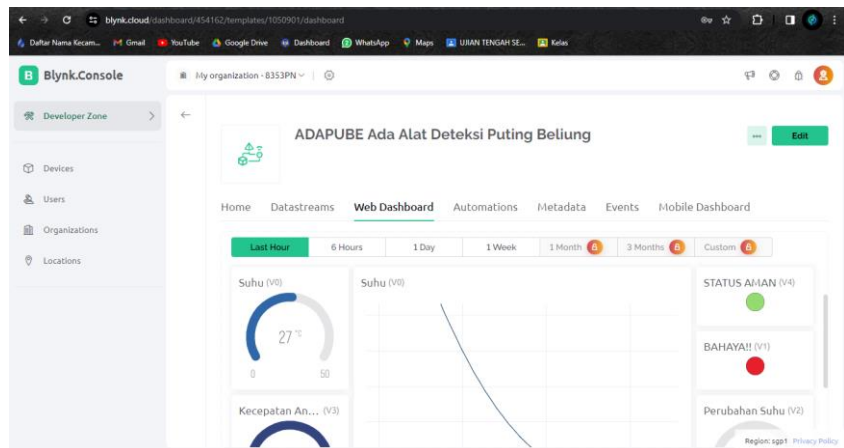 blynk.cloud/dashboard/454162/templates/1050901/dashboard
Daftar Nama Kecam... Gmail YouTube Google Drive Dashboard WhatsApp Maps UJIAN TENGAH SE... Kelas
B Blynk.Console
My organization - 8353PN
Developer Zone
Devices
Users
Organizations
Locations
ADAPUBE Ada Alat Deteksi Puting Beliung
Edit
Home Datastreams Web Dashboard Automations Metadata Events Mobile Dashboard
Last Hour 6 Hours 1 Day 1 Week 1 Month 3 Months Custom
Suhu (V0)
27 °C
0 50
Suhu (V0)
STATUS AMAN (V4)
BAHAYA!! (V1)
Kecepatan An... (V3)
Perubahan Suhu (V2)
Region: sgp1 Privacy Policy